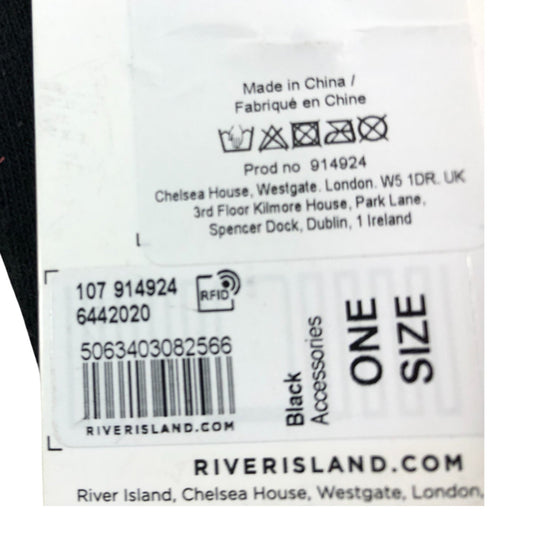 Made in China /
Fabriqué en Chine
Prod no 914924
Chelsea House, Westgate. London. W5 1DR. UK
3rd Floor Kilmore House, Park Lane,
Spencer Dock, Dublin, 1 Ireland
107 914924
6442020
RFID
5063403082566
RIVERISLAND.COM
Black
Accessories
ONE
SIZE
RIVERISLAND.COM
River Island, Chelsea House, Westgate, London,